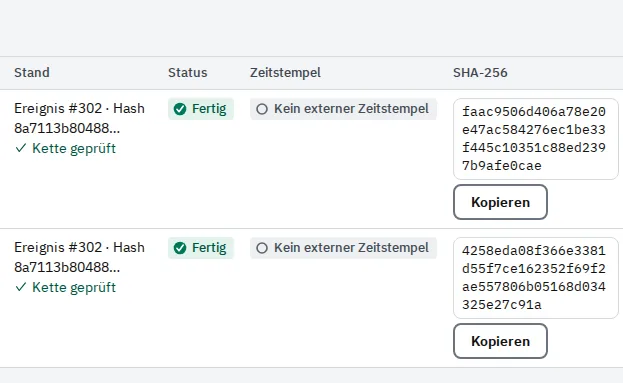 Stand Status Zeitstempel SHA-256
Ereignis #302 · Hash
8a7113b80488…
✓ Kette geprüft
Fertig
Kein externer Zeitstempel
faac9506d406a78e20
e47ac584276ec1be33
f445c10351c88ed239
7b9afe0cae
Kopieren
Ereignis #302 · Hash
8a7113b80488…
✓ Kette geprüft
Fertig
Kein externer Zeitstempel
4258eda08f366e3381
d55f7ce162352f69f2
ae557806b05168d034
325e27c91a
Kopieren